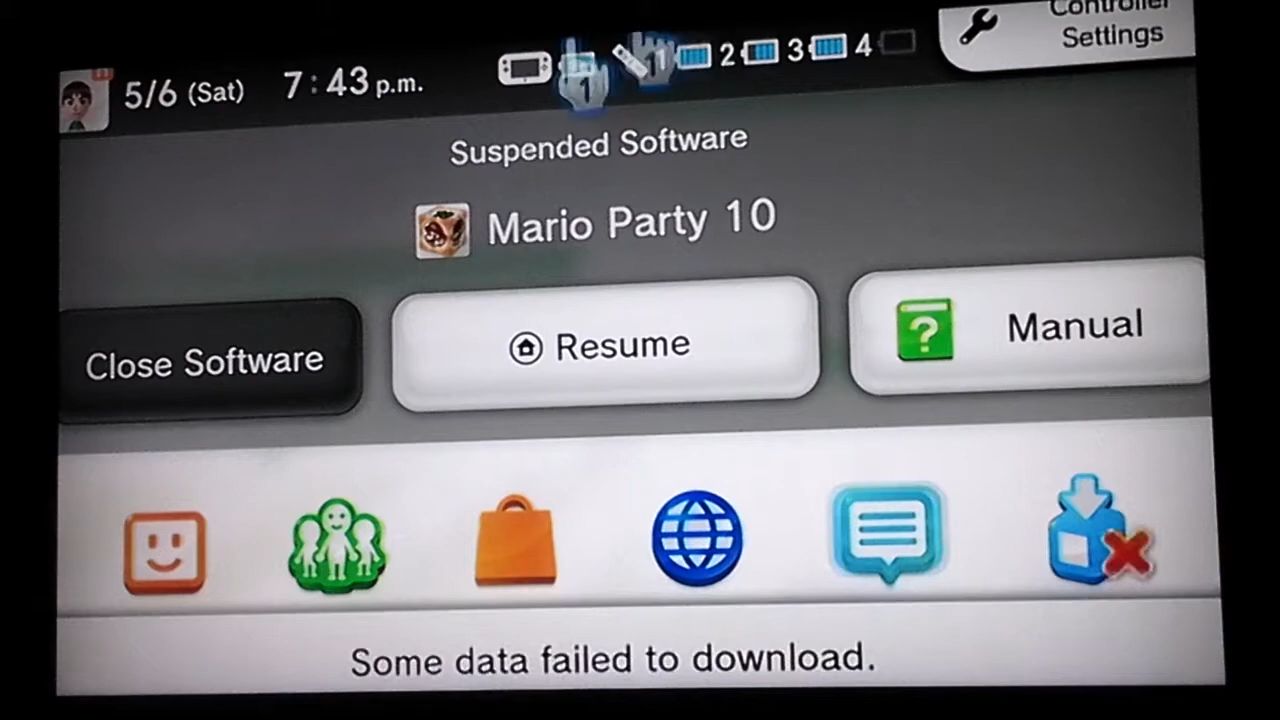 Controller
Settings
5/6 (Sat) 7:43 p.m. 1 1 2 3 4
Suspended Software
Mario Party 10
Close Software
Resume
? Manual
Some data failed to download.